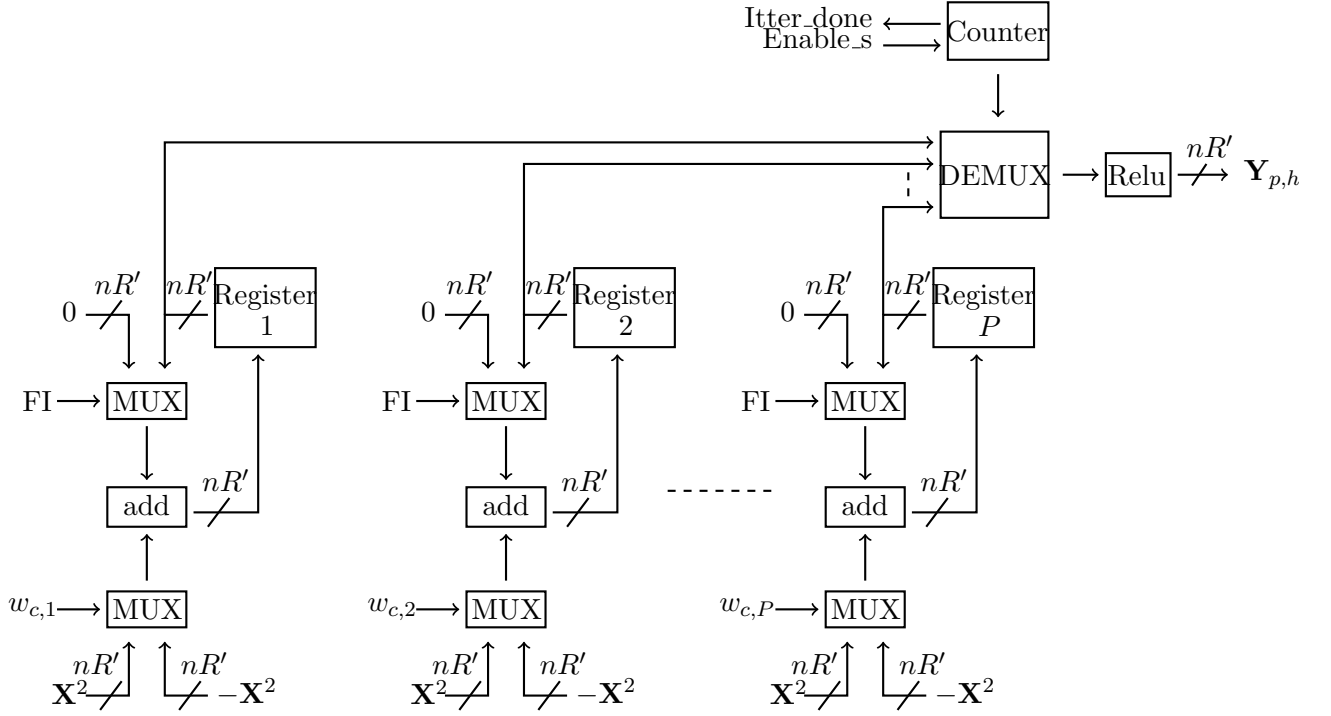 Itter_done
Enable_s
Counter
DEMUX
Relu
nR′
Y_{p,h}
0
nR′
nR′
Register
1
0
nR′
nR′
Register
2
0
nR′
nR′
Register
P
FI
MUX
FI
MUX
FI
MUX
add
nR′
add
nR′
add
nR′
w_{c,1}
MUX
w_{c,2}
MUX
w_{c,P}
MUX
X²
nR′
nR′
−X²
X²
nR′
nR′
−X²
X²
nR′
nR′
−X²